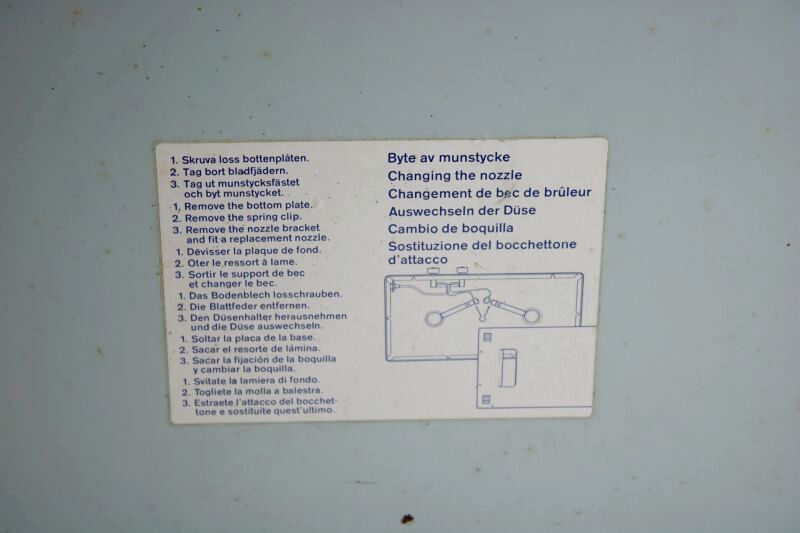 1. Skruva loss bottenplåten.
2. Tag bort bladfjädern.
3. Tag ut munstycksfästet
och byt munstycket.
1. Remove the bottom plate.
2. Remove the spring clip.
3. Remove the nozzle bracket
and fit a replacement nozzle.
1. Dévisser la plaque de fond.
2. Oter le ressort à lame.
3. Sortir le support de bec
et changer le bec.
1. Das Bodenblech losschrauben.
2. Die Blattfeder entfernen.
3. Den Düsenhalter herausnehmen
und die Düse auswechseln.
1. Soltar la placa de la base.
2. Sacar el resorte de lámina.
3. Sacar la fijación de la boquilla
y cambiar la boquilla.
1. Svitate la lamiera di fondo.
2. Togliete la molla a balestra.
3. Estraete l'attacco del bocchet-
tone e sostituite quest'ultimo.
Byte av munstycke
Changing the nozzle
Changement de bec de brûleur
Auswechseln der Düse
Cambio de boquilla
Sostituzione del bocchettone
d'attacco